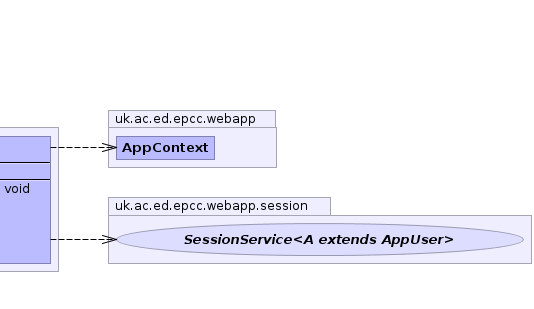 uk.ac.ed.epcc.webapp
AppContext
void
uk.ac.ed.epcc.webapp.session
SessionService<A extends AppUser>